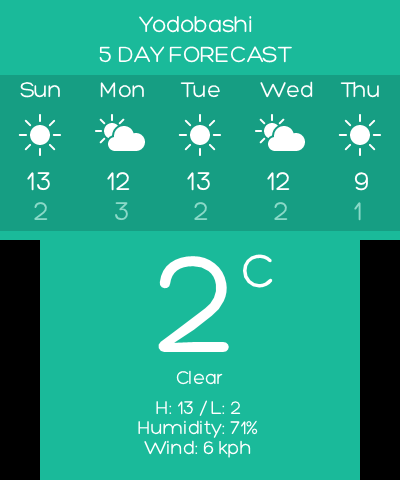 Yodobashi
5 DAY FORECAST
Sun Mon Tue Wed Thu
13 12 13 12 9
2 3 2 2 1
2 C
Clear
H: 13 / L: 2
Humidity: 71%
Wind: 6 kph